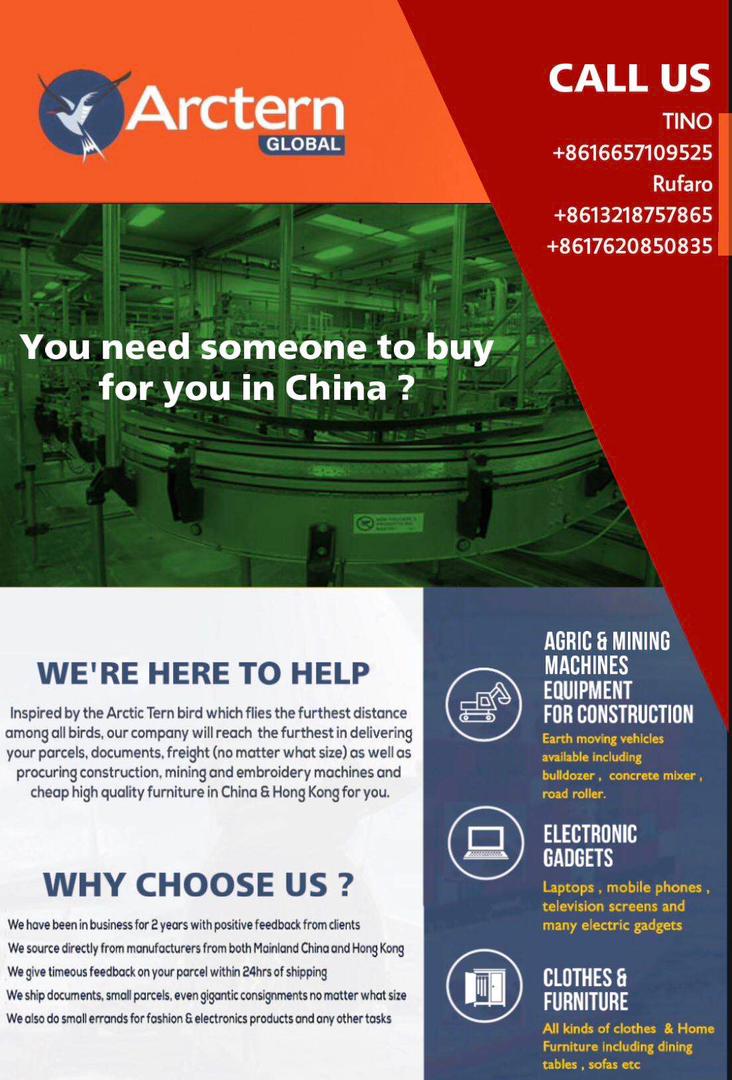 Arctern
GLOBAL
CALL US
TINO
+8616657109525
Rufaro
+8613218757865
+8617620850835
You need someone to buy
for you in China ?
WE'RE HERE TO HELP
Inspired by the Arctic Tern bird which flies the furthest distance
among all birds, our company will reach the furthest in delivering
your parcels, documents, freight (no matter what size) as well as
procuring construction, mining and embroidery machines and
cheap high quality furniture in China & Hong Kong for you.
WHY CHOOSE US ?
We have been in business for 2 years with positive feedback from clients
We source directly from manufacturers from both Mainland China and Hong Kong
We give timeous feedback on your parcel within 24hrs of shipping
We ship documents, small parcels, even gigantic consignments no matter what size
We also do small errands for fashion & electronics products and any other tasks
AGRIC & MINING
MACHINES
EQUIPMENT
FOR CONSTRUCTION
Earth moving vehicles
available including
bulldozer , concrete mixer ,
road roller.
ELECTRONIC
GADGETS
Laptops , mobile phones ,
television screens and
many electric gadgets
CLOTHES &
FURNITURE
All kinds of clothes & Home
Furniture including dining
tables , sofas etc